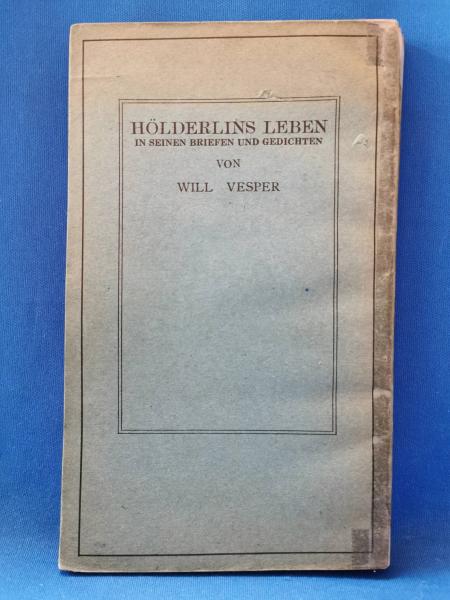 HÖLDERLINS LEBEN
IN SEINEN BRIEFEN UND GEDICHTEN
VON
WILL VESPER